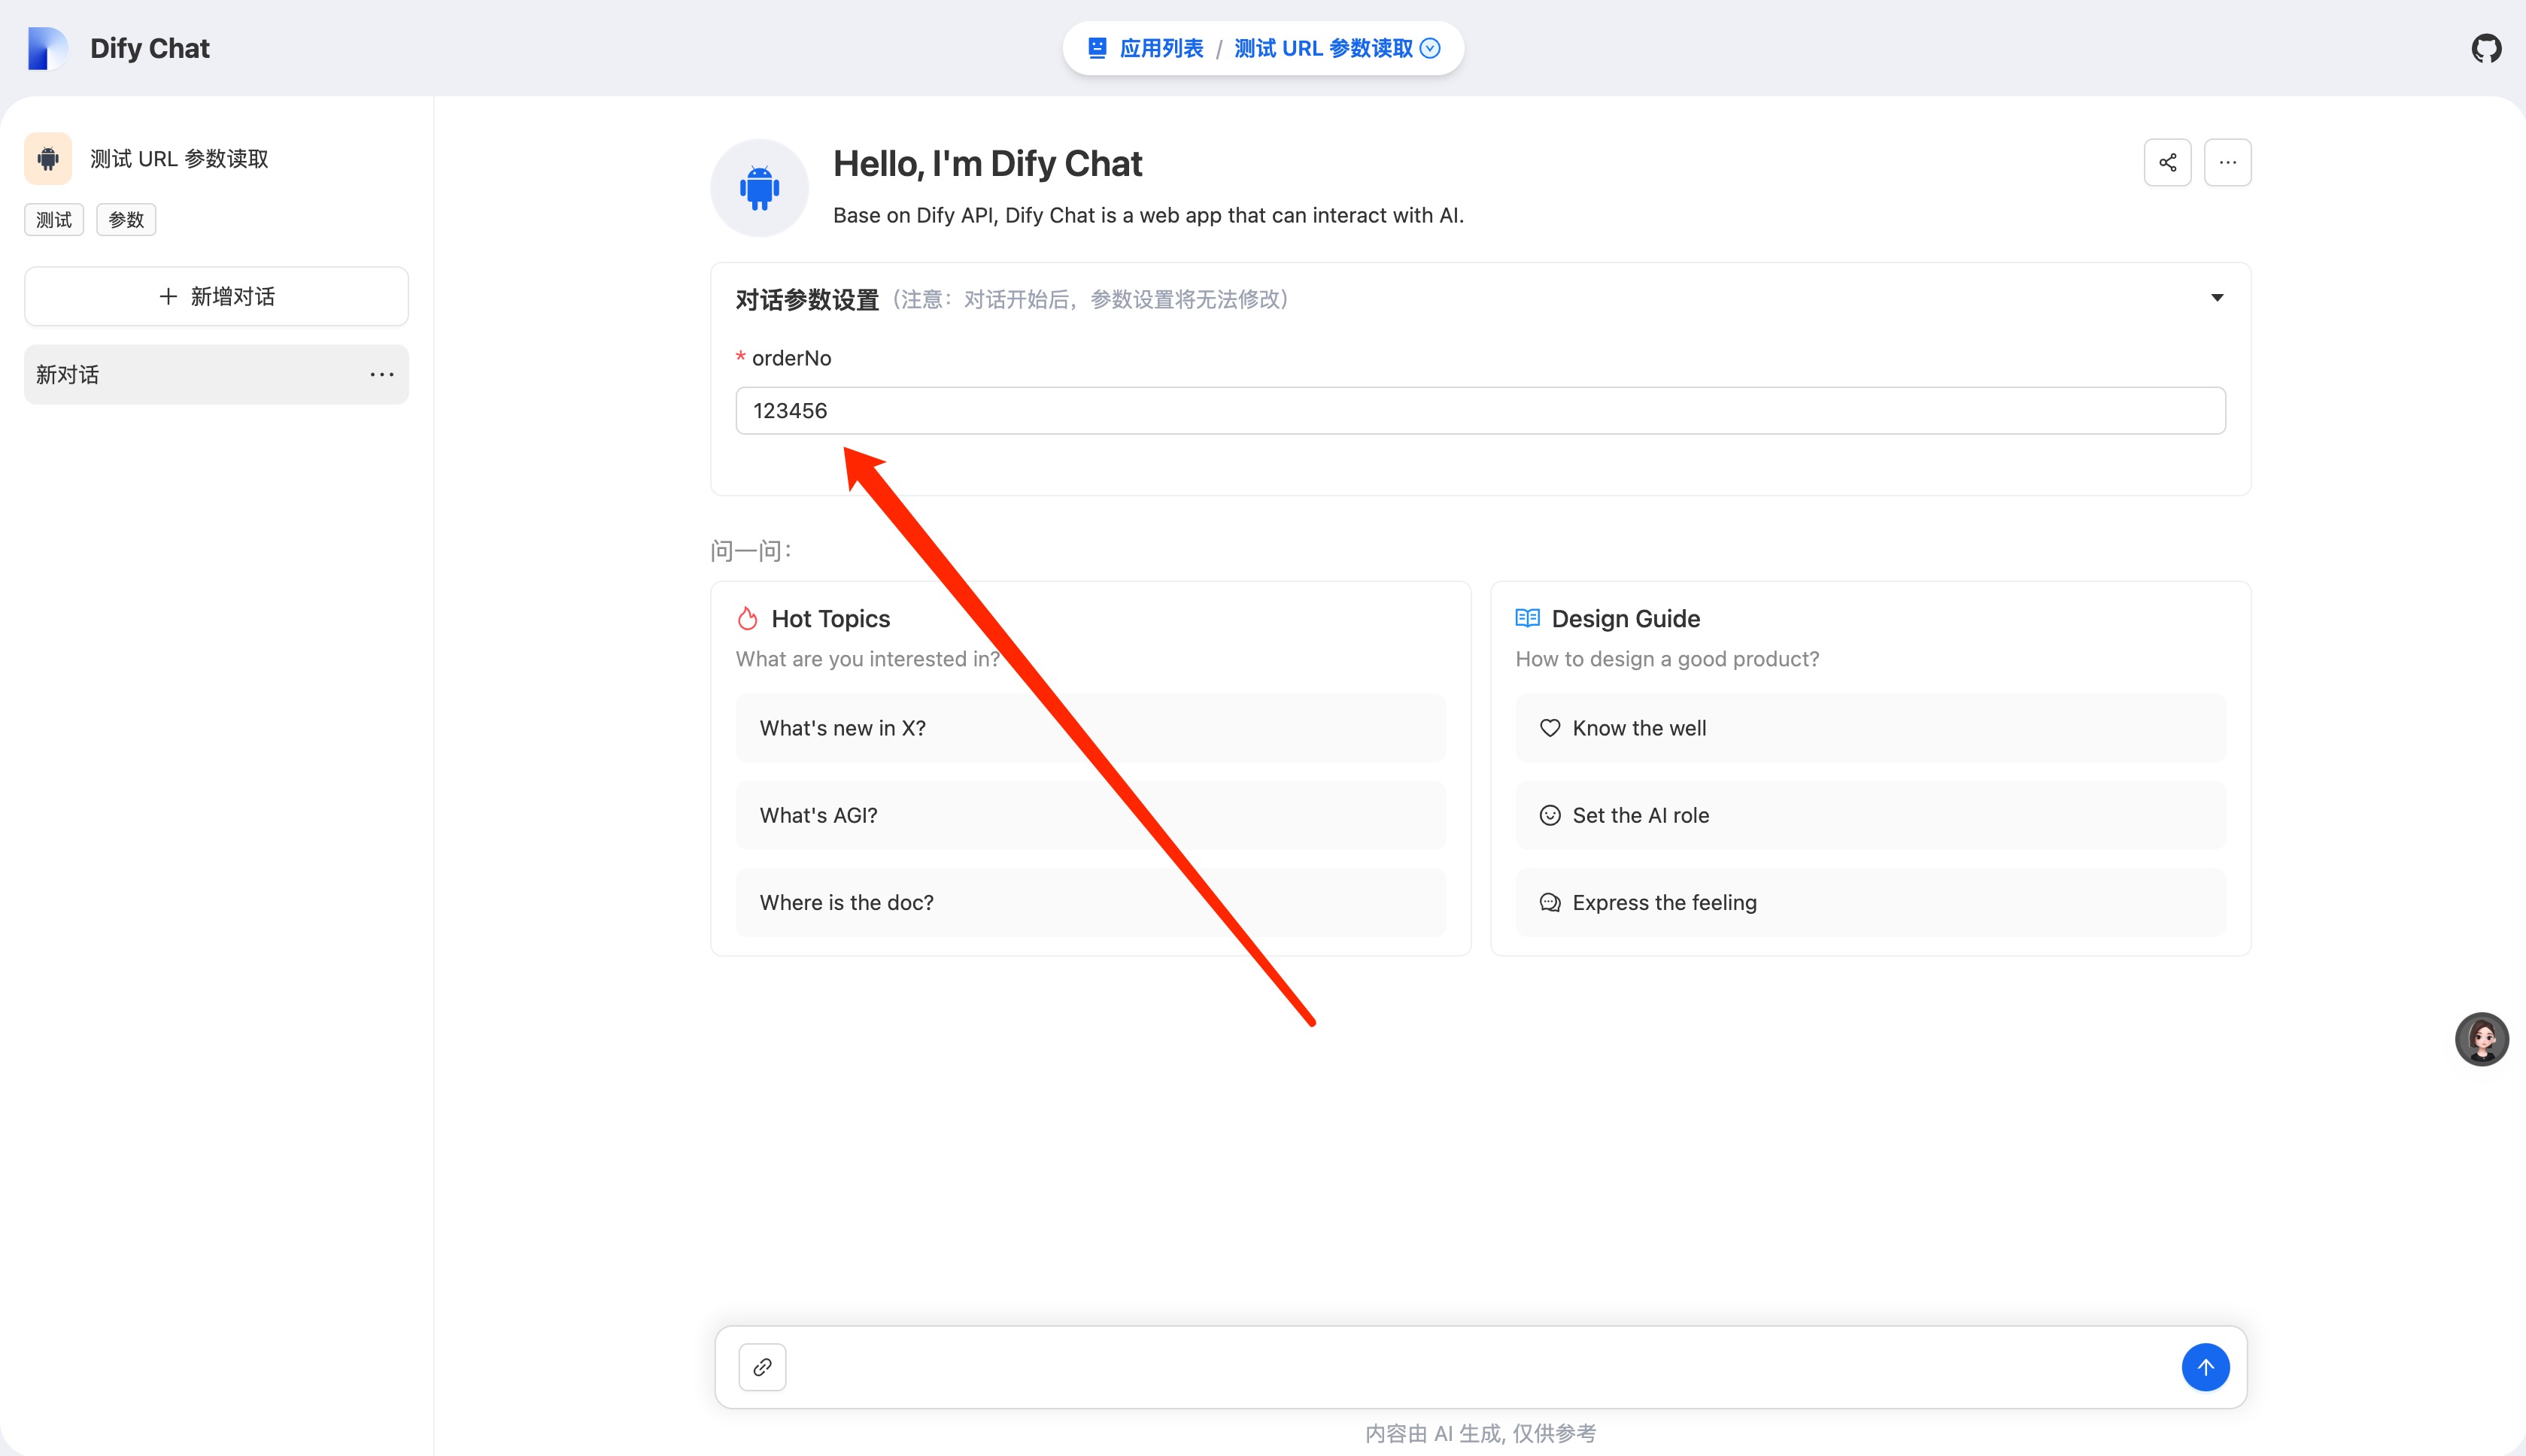 Dify Chat
应用列表 / 测试 URL 参数读取
测试 URL 参数读取
测试 参数
新增对话
新对话
Hello, I'm Dify Chat
Base on Dify API, Dify Chat is a web app that can interact with AI.
对话参数设置（注意：对话开始后，参数设置将无法修改）
* orderNo
123456
问一问：
Hot Topics
What are you interested in?
What's new in X?
What's AGI?
Where is the doc?
Design Guide
How to design a good product?
Know the well
Set the AI role
Express the feeling
内容由 AI 生成, 仅供参考